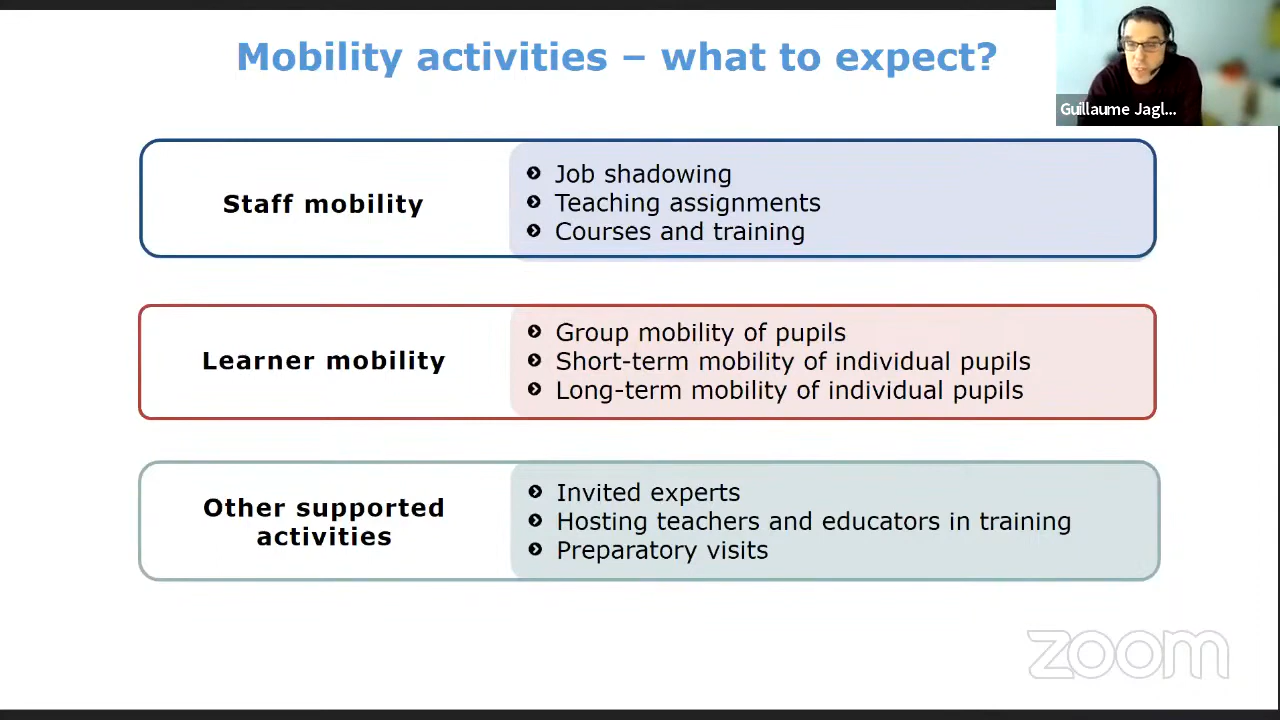 Mobility activities – what to expect?
Guillaume Jagl...
Staff mobility
Job shadowing
Teaching assignments
Courses and training
Learner mobility
Group mobility of pupils
Short-term mobility of individual pupils
Long-term mobility of individual pupils
Other supported
activities
Invited experts
Hosting teachers and educators in training
Preparatory visits
zoom